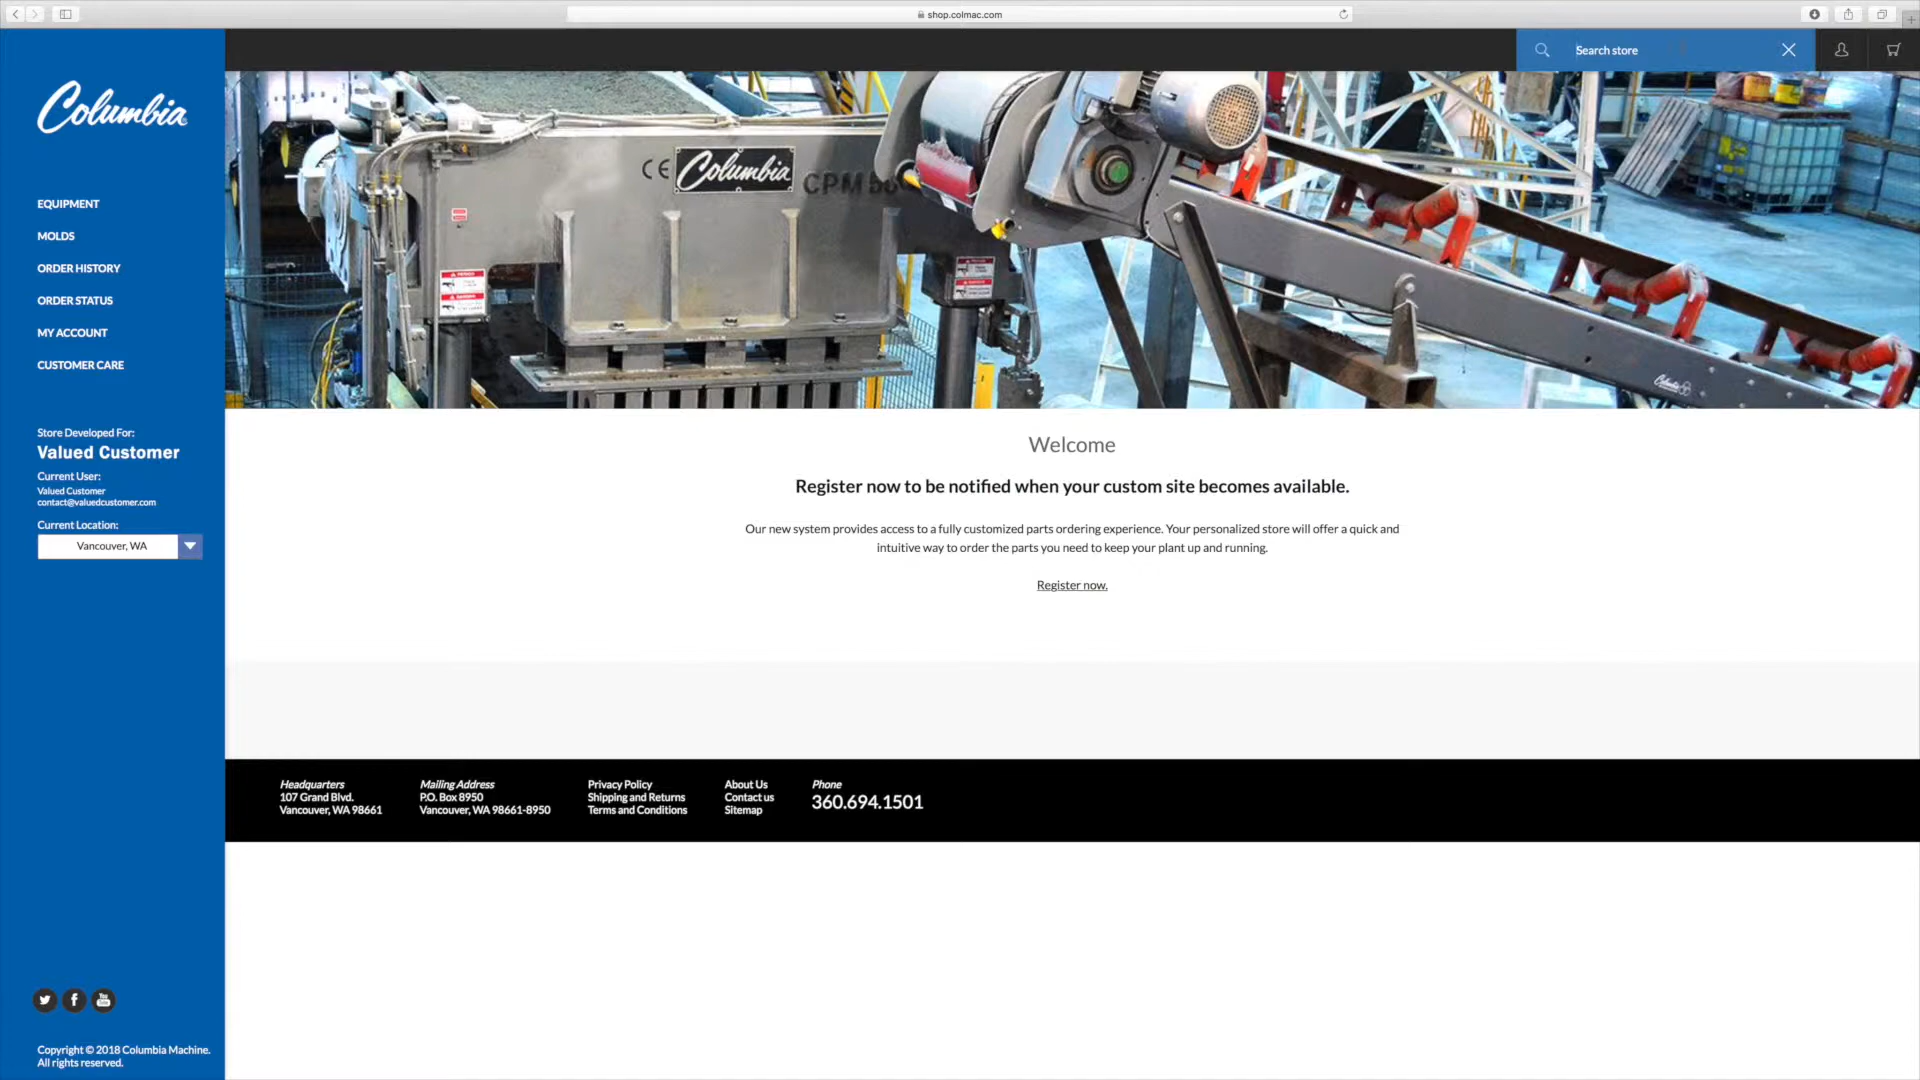 shop.colmac.com
Search store
Columbia
EQUIPMENT
MOLDS
ORDER HISTORY
ORDER STATUS
MY ACCOUNT
CUSTOMER CARE
Store Developed For:
Valued Customer
Current User:
Valued Customer
contact@valuedcustomer.com
Current Location:
Vancouver, WA
CE Columbia CPM 50
Columbia
Welcome
Register now to be notified when your custom site becomes available.
Our new system provides access to a fully customized parts ordering experience. Your personalized store will offer a quick and
intuitive way to order the parts you need to keep your plant up and running.
Register now.
Headquarters
107 Grand Blvd.
Vancouver, WA 98661
Mailing Address
P.O. Box 8950
Vancouver, WA 98661-8950
Privacy Policy
Shipping and Returns
Terms and Conditions
About Us
Contact us
Sitemap
Phone
360.694.1501
You
Copyright © 2018 Columbia Machine.
All rights reserved.